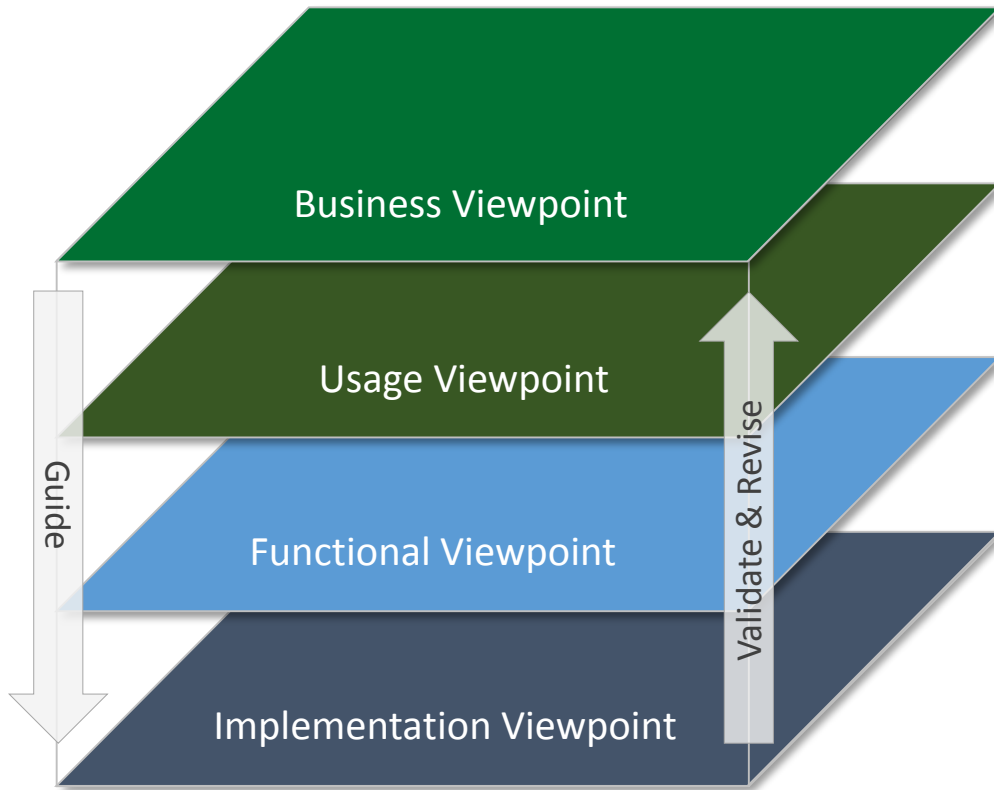 Business Viewpoint
Usage Viewpoint
Guide
Validate & Revise
Functional Viewpoint
Implementation Viewpoint